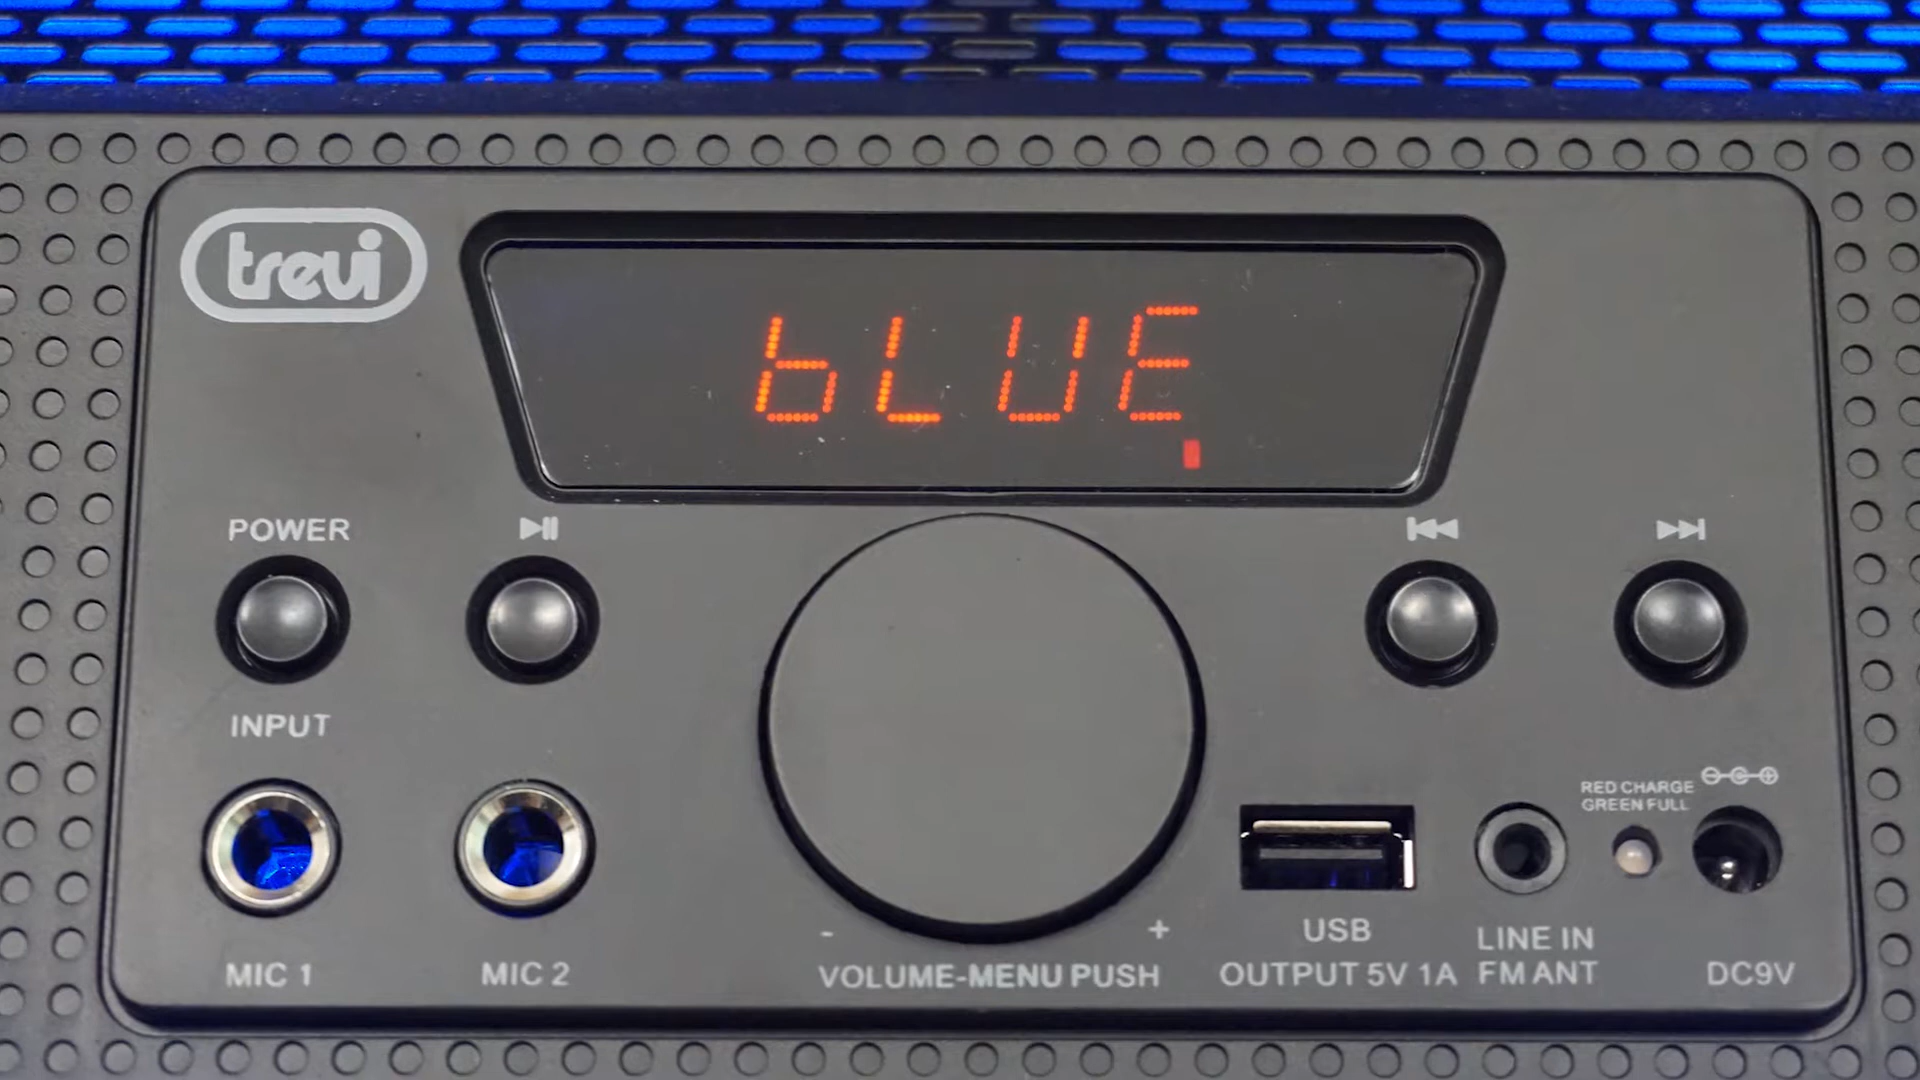 trevi
bLUE
POWER
INPUT
RED CHARGE
GREEN FULL
MIC 1
MIC 2
- +
VOLUME-MENU PUSH
USB
OUTPUT 5V 1A
LINE IN
FM ANT
DC9V